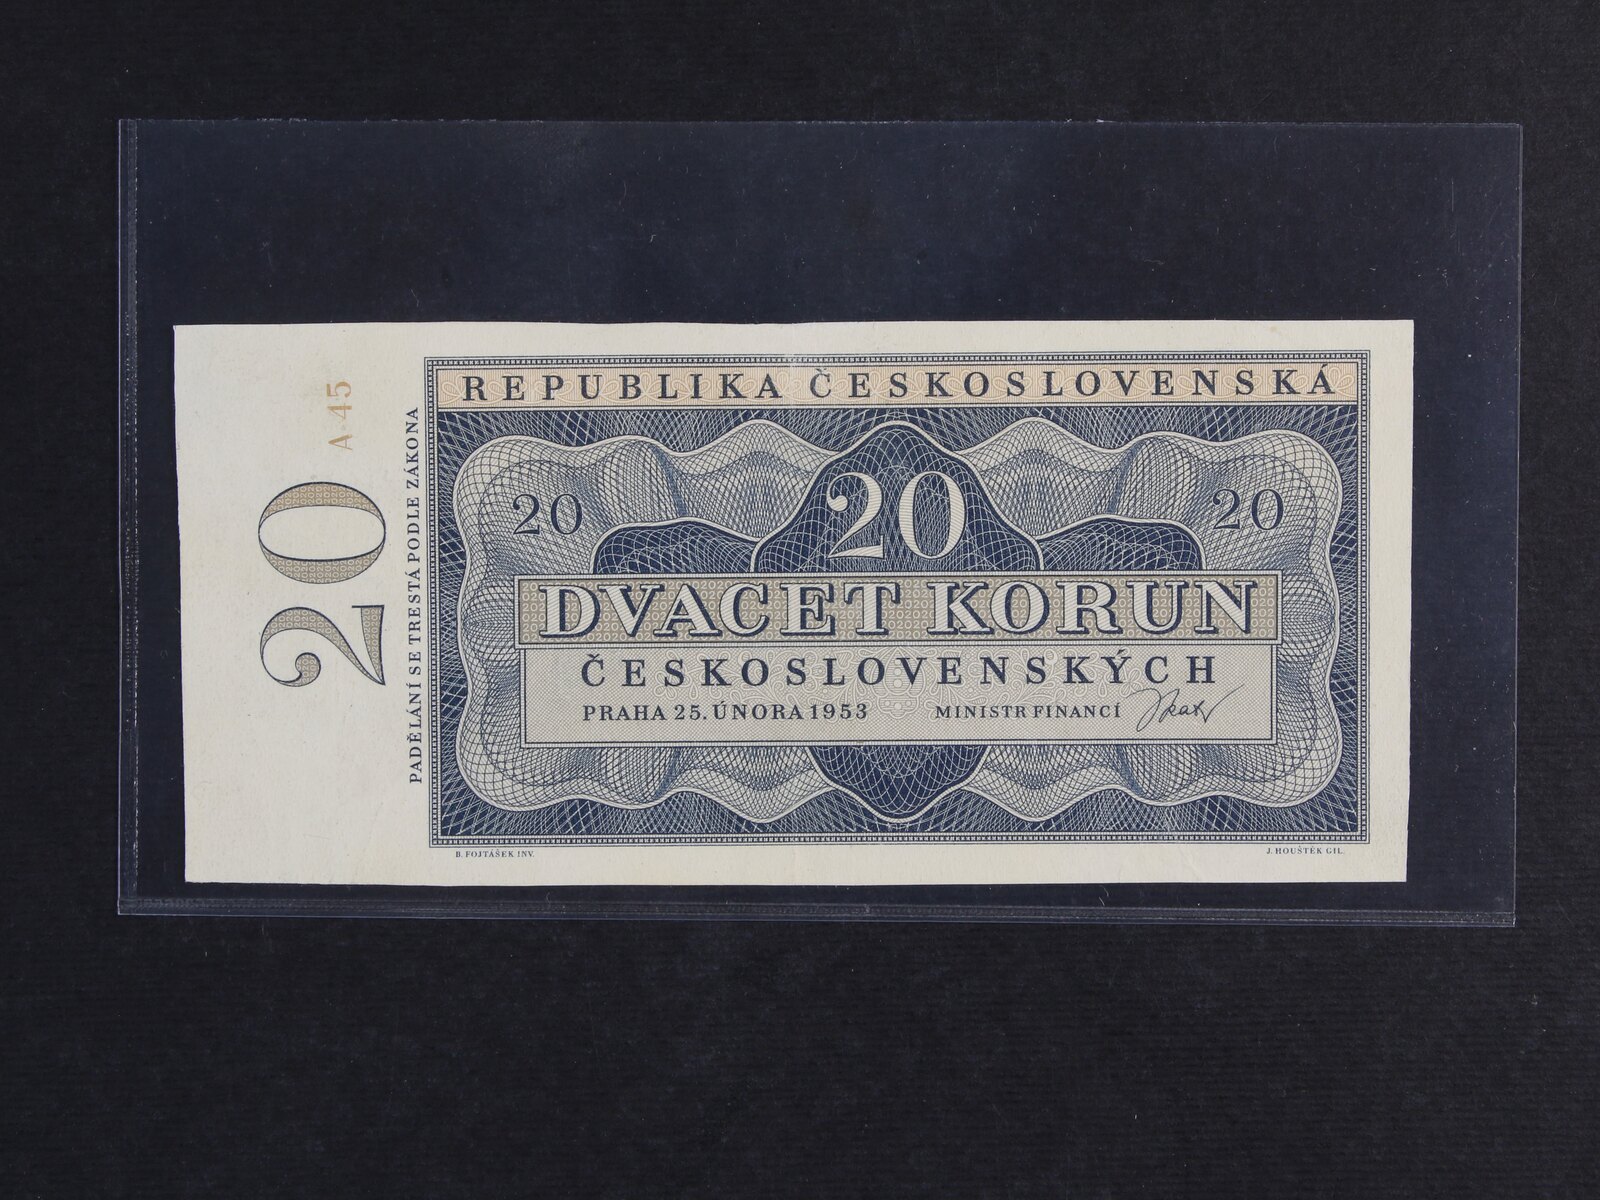 A·45
20
PADĚLÁNÍ SE TRESTÁ PODLE ZÁKONA
REPUBLIKA ČESKOSLOVENSKÁ
20 20 20
DVACET KORUN
ČESKOSLOVENSKÝCH
PRAHA 25. ÚNORA 1953 MINISTR FINANCÍ
B. FOJTÁŠEK INV. J. HOUŠTĚK GIL.